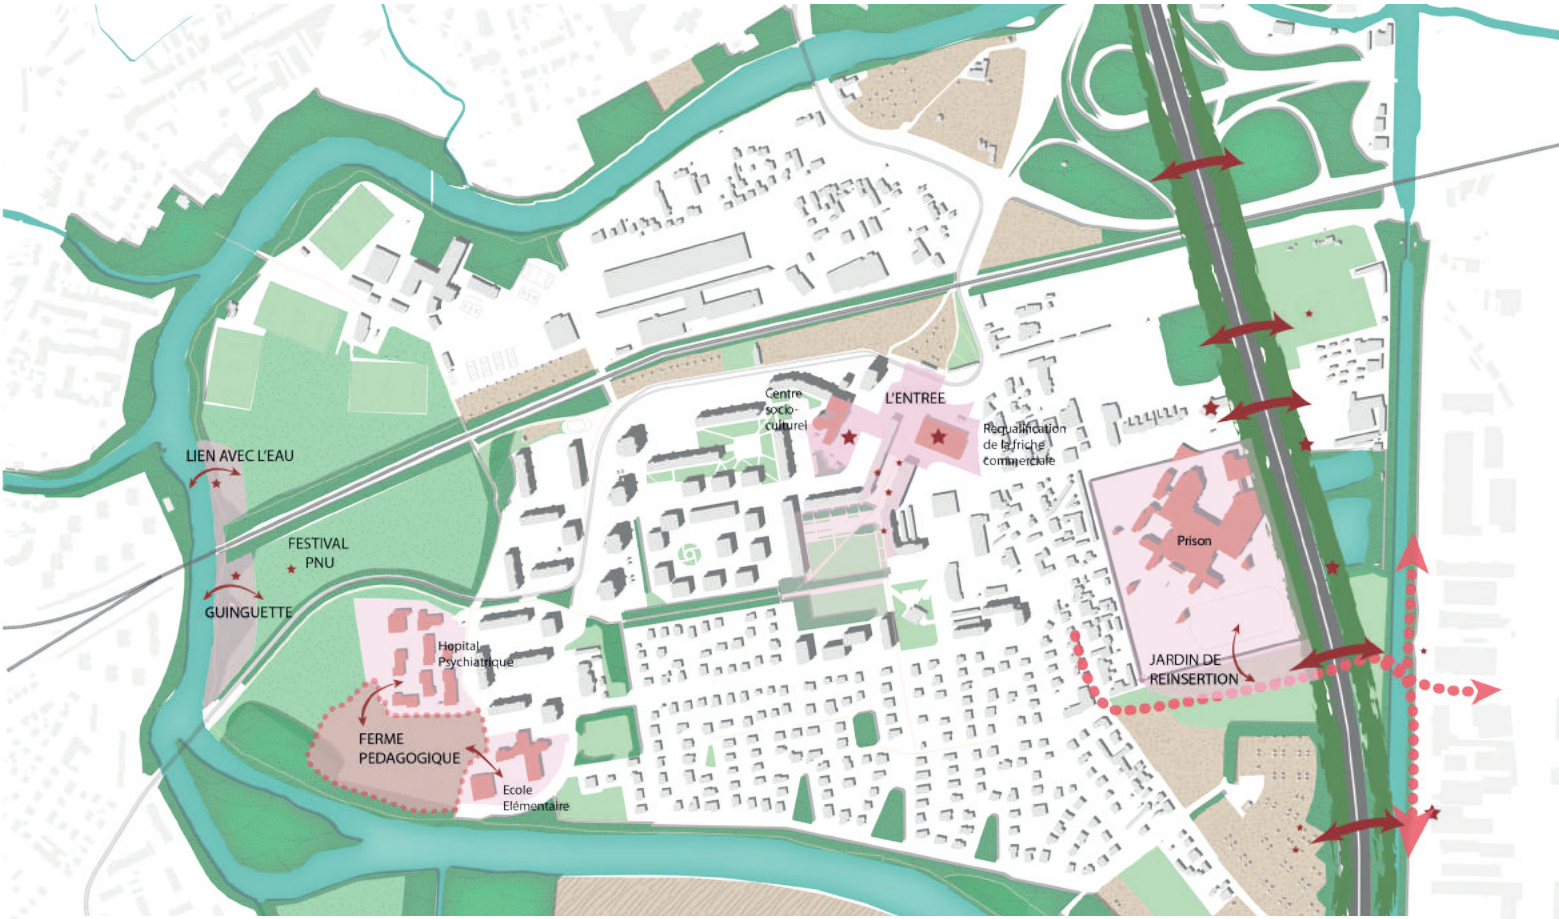 Centre
socio-
culturel
L'ENTREE
Requalification
de la friche
commerciale
LIEN AVEC L'EAU
FESTIVAL
PNU
GUINGUETTE
Prison
Hopital
Psychiatrique
JARDIN DE
REINSERTION
FERME
PEDAGOGIQUE
Ecole
Elémentaire